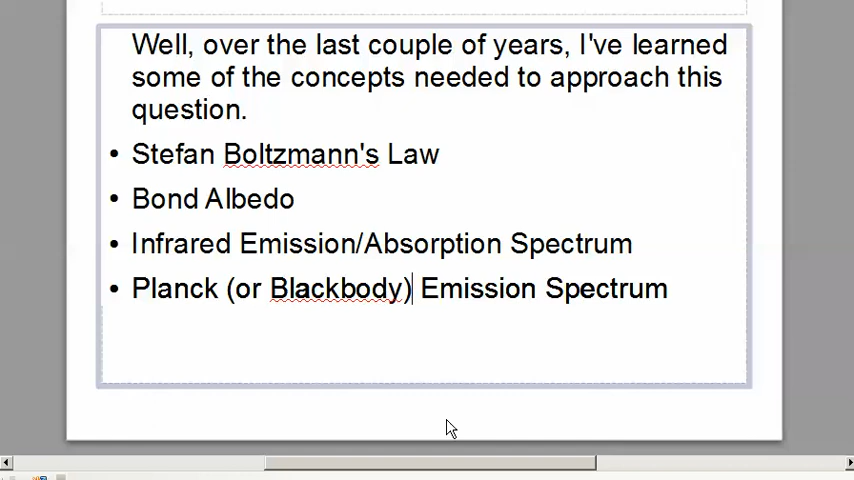 Well, over the last couple of years, I've learned
some of the concepts needed to approach this
question.
• Stefan Boltzmann's Law
• Bond Albedo
• Infrared Emission/Absorption Spectrum
• Planck (or Blackbody) Emission Spectrum